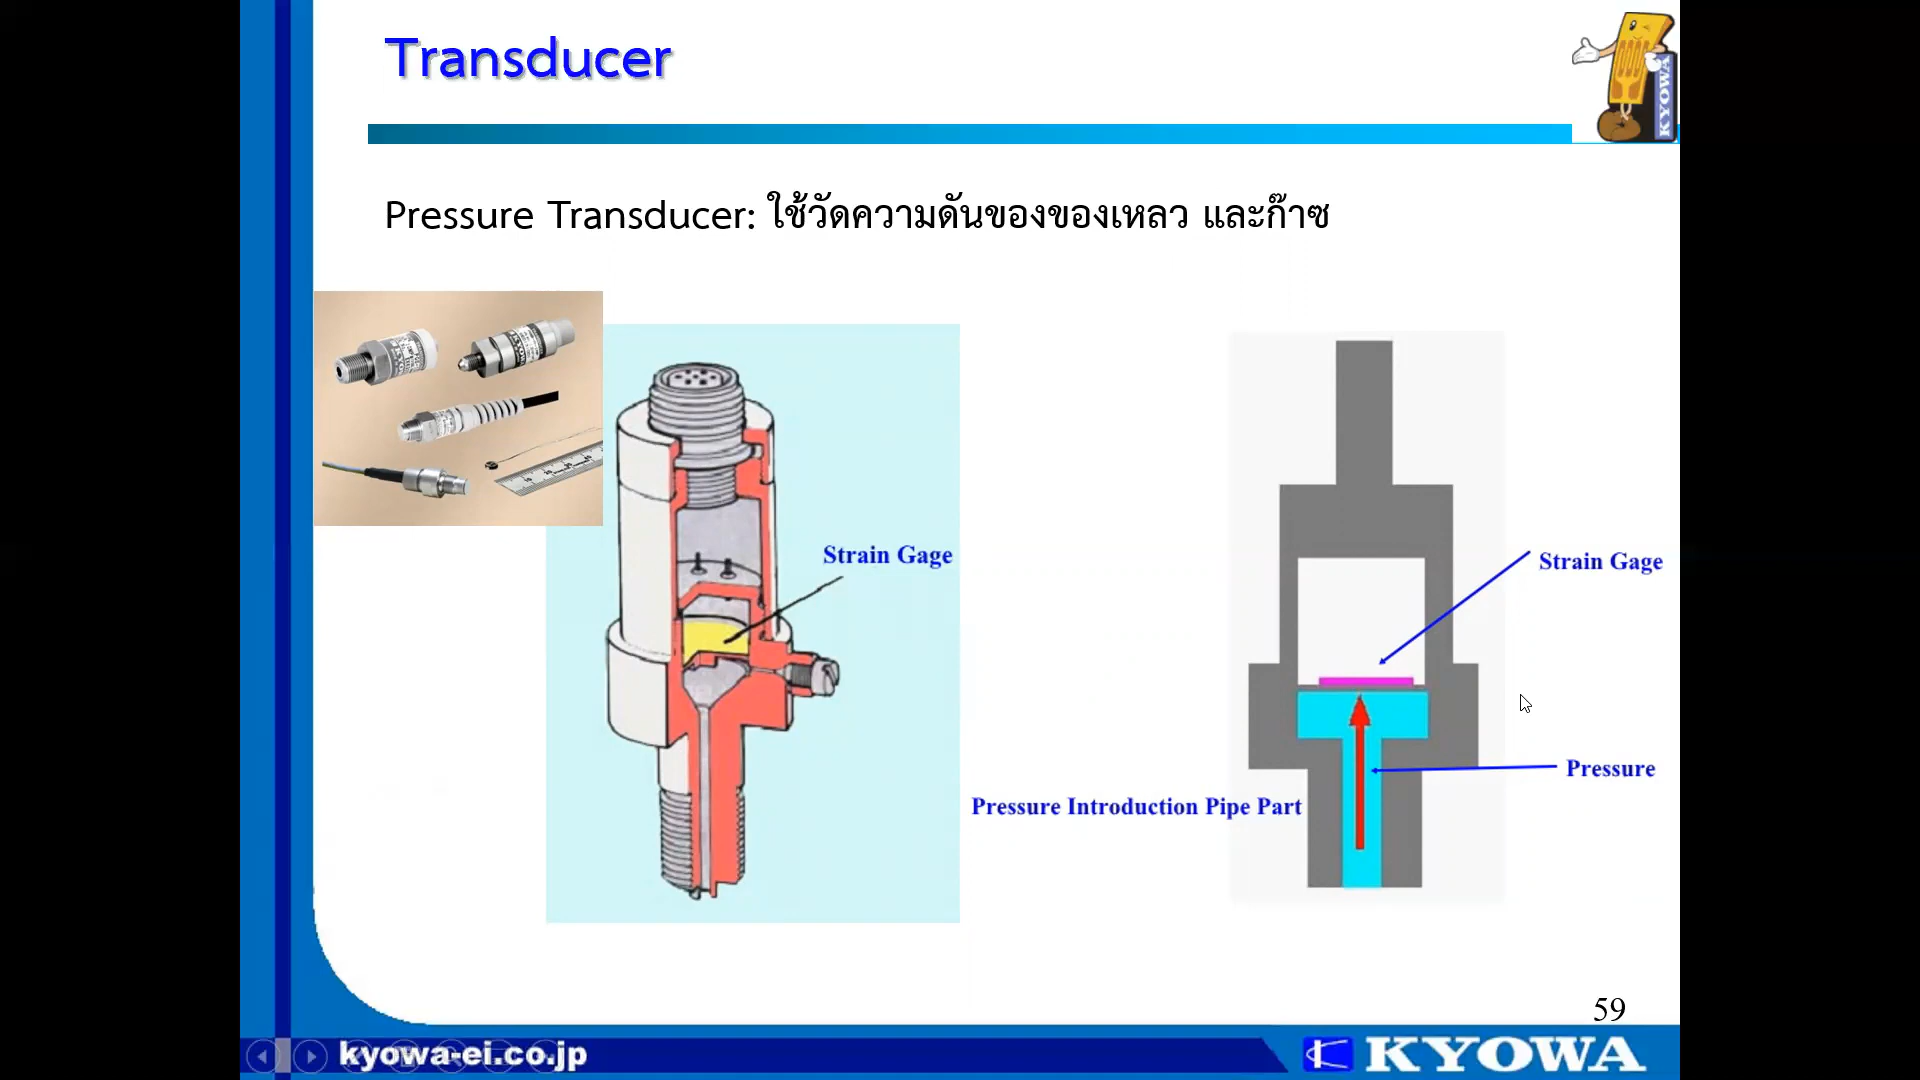 Transducer
KYOWA
Pressure Transducer: ใช้วัดความดันของของเหลว และก๊าซ
Strain Gage
Strain Gage
Pressure
Pressure Introduction Pipe Part
59
kyowa-ei.co.jp
KYOWA